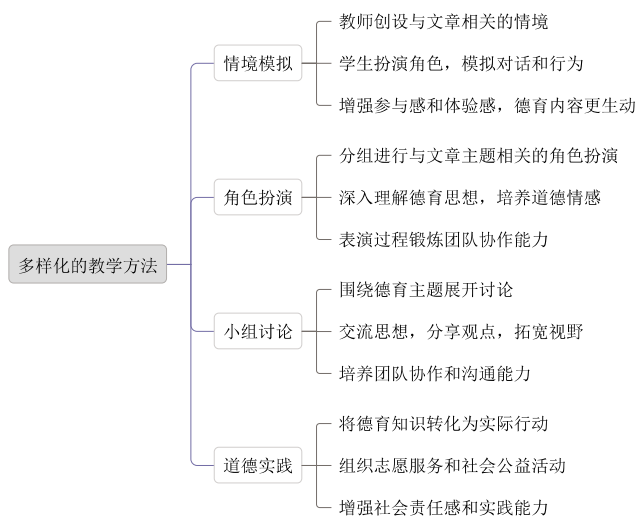 多样化的教学方法
情境模拟
教师创设与文章相关的情境
学生扮演角色，模拟对话和行为
增强参与感和体验感，德育内容更生动
角色扮演
分组进行与文章主题相关的角色扮演
深入理解德育思想，培养道德情感
表演过程锻炼团队协作能力
小组讨论
围绕德育主题展开讨论
交流思想，分享观点，拓宽视野
培养团队协作和沟通能力
道德实践
将德育知识转化为实际行动
组织志愿服务和社会公益活动
增强社会责任感和实践能力